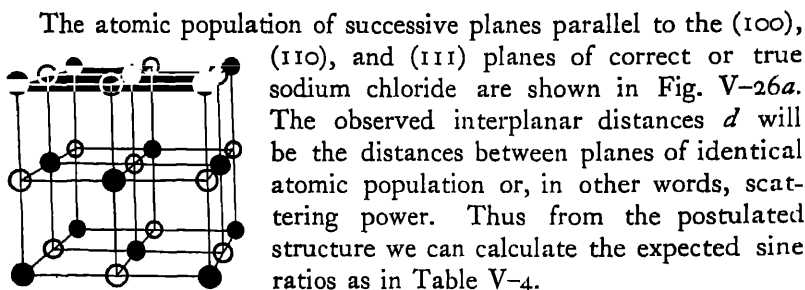 The atomic population of successive planes parallel to the (100),
(110), and (111) planes of correct or true
sodium chloride are shown in Fig. V–26a.
The observed interplanar distances d will
be the distances between planes of identical
atomic population or, in other words, scat-
tering power. Thus from the postulated
structure we can calculate the expected sine
ratios as in Table V–4.